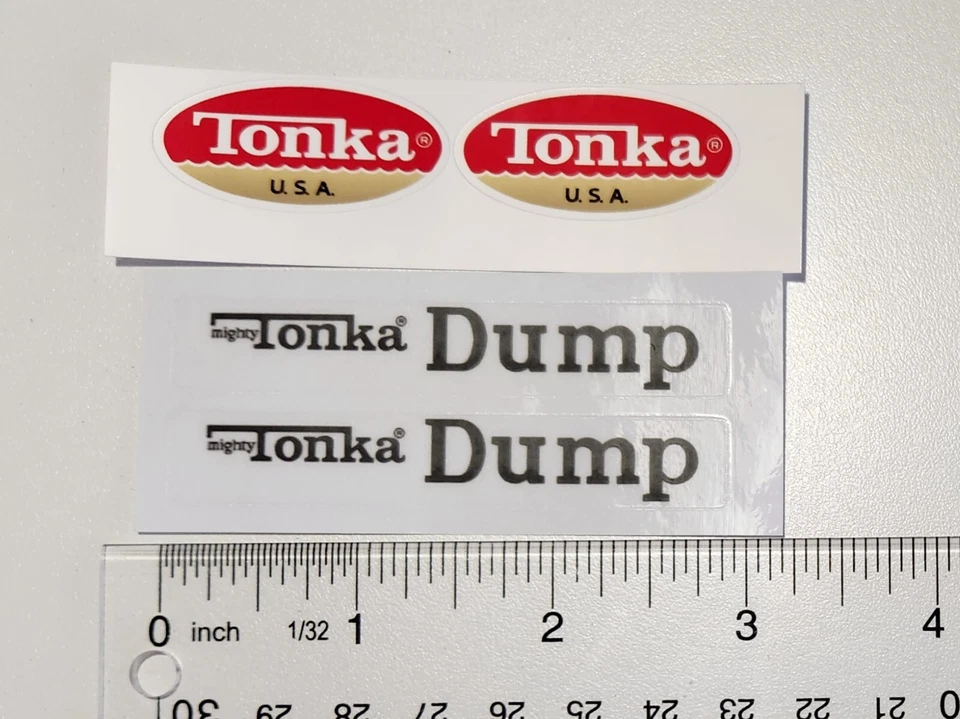 Tonka® Tonka®
U.S.A. U.S.A.
mighty Tonka® Dump
mighty Tonka® Dump
0 inch 1/32 1 2 3 4
30 29 28 27 26 25 24 23 22 21 0